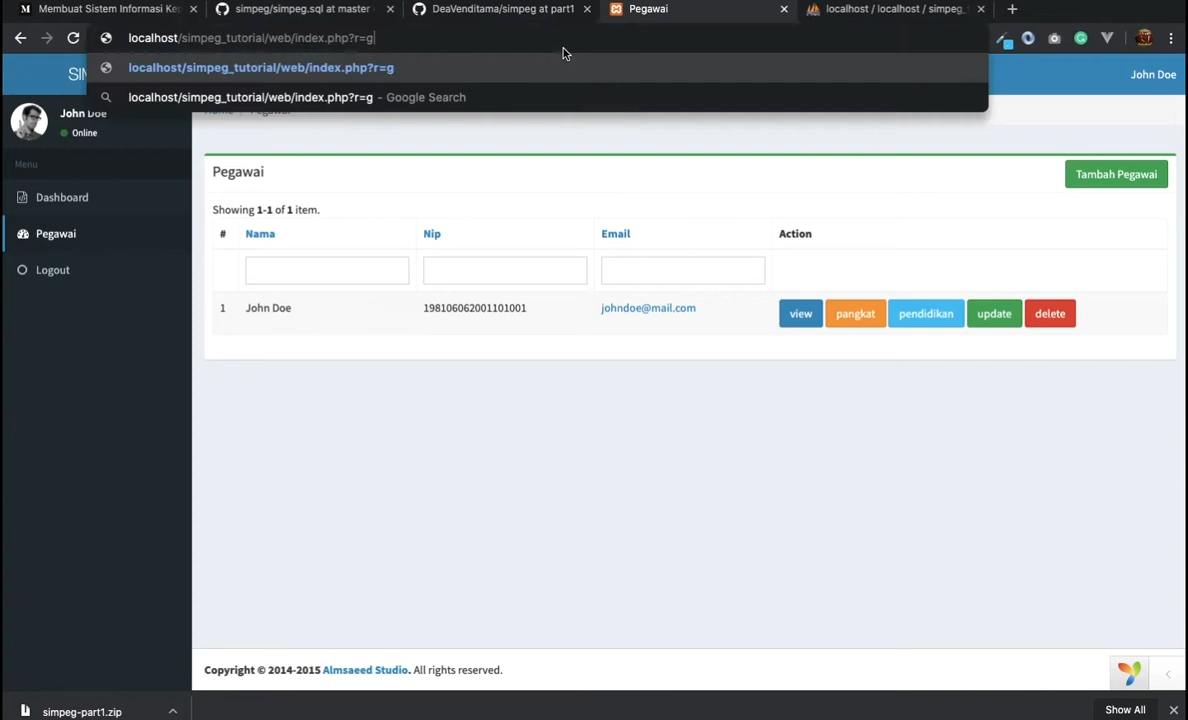 Membuat Sistem Informasi Ke
simpeg/simpeg.sql at master
DeaVenditama/simpeg at part1
Pegawai
localhost / localhost / simpeg_
localhost/simpeg_tutorial/web/index.php?r=g
localhost/simpeg_tutorial/web/index.php?r=g
localhost/simpeg_tutorial/web/index.php?r=g - Google Search
SIM
John Doe
John Doe
Online
Menu
Dashboard
Pegawai
Logout
Pegawai
Tambah Pegawai
Showing 1-1 of 1 item.
# Nama Nip Email Action
1 John Doe 198106062001101001 johndoe@mail.com view pangkat pendidikan update delete
Copyright © 2014-2015 Almsaeed Studio. All rights reserved.
simpeg-part1.zip
Show All